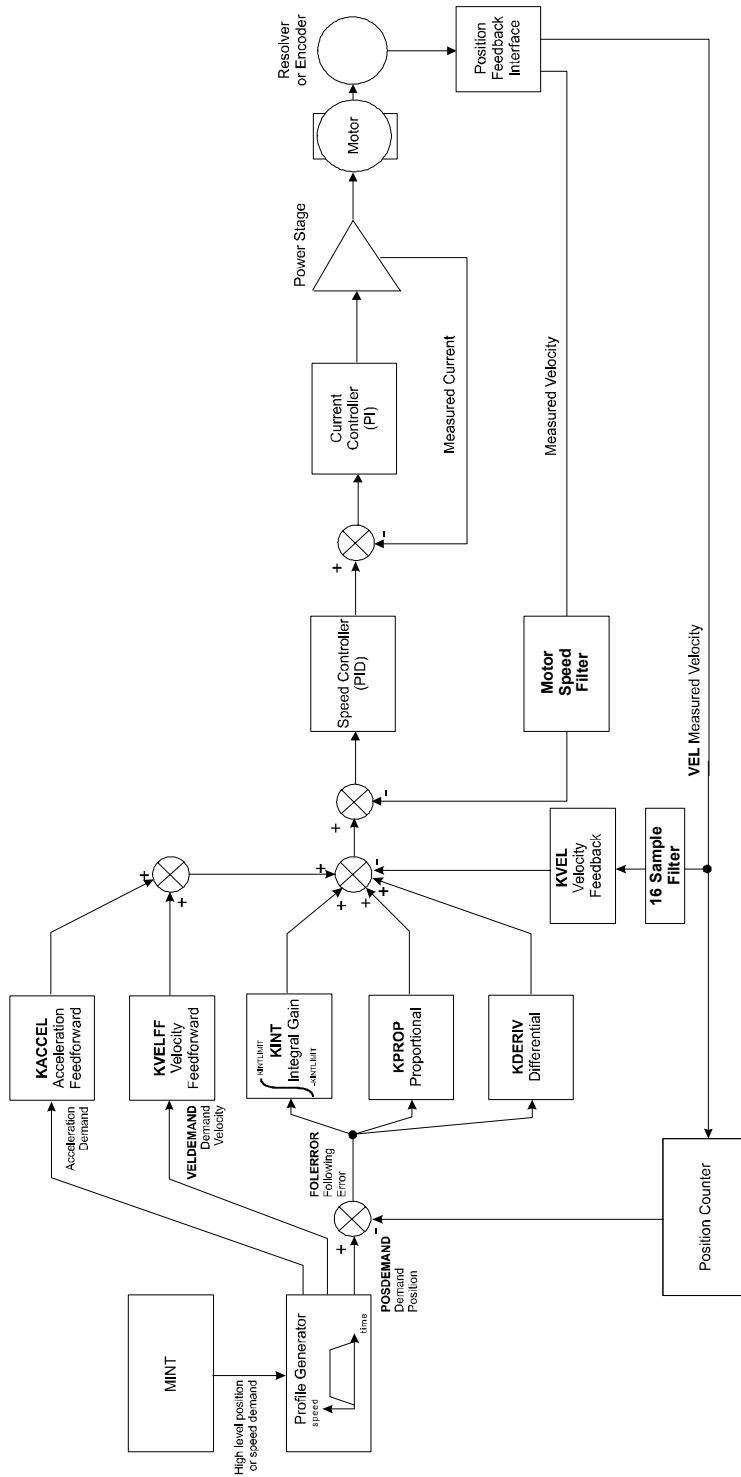 MINT
High level position
or speed demand
Profile Generator
speed
time
Acceleration
Demand
VELDEMAND
Demand
Velocity
POSDEMAND
Demand
Position
+
-
FOLERROR
Following
Error
KACCEL
Acceleration
Feedforward
KVELFF
Velocity
Feedforward
KINTLIMIT
-KINTLIMIT
KINT
Integral Gain
KPROP
Proportional
KDERIV
Differential
Position Counter
+
+
+
+
+
+
-
KVEL
Velocity
Feedback
16 Sample
Filter
VEL Measured Velocity
+
-
Speed Controller
(PID)
Motor
Speed
Filter
Measured Velocity
+
-
Current
Controller
(PI)
Measured Current
Power Stage
Motor
Resolver
or Encoder
Position
Feedback
Interface